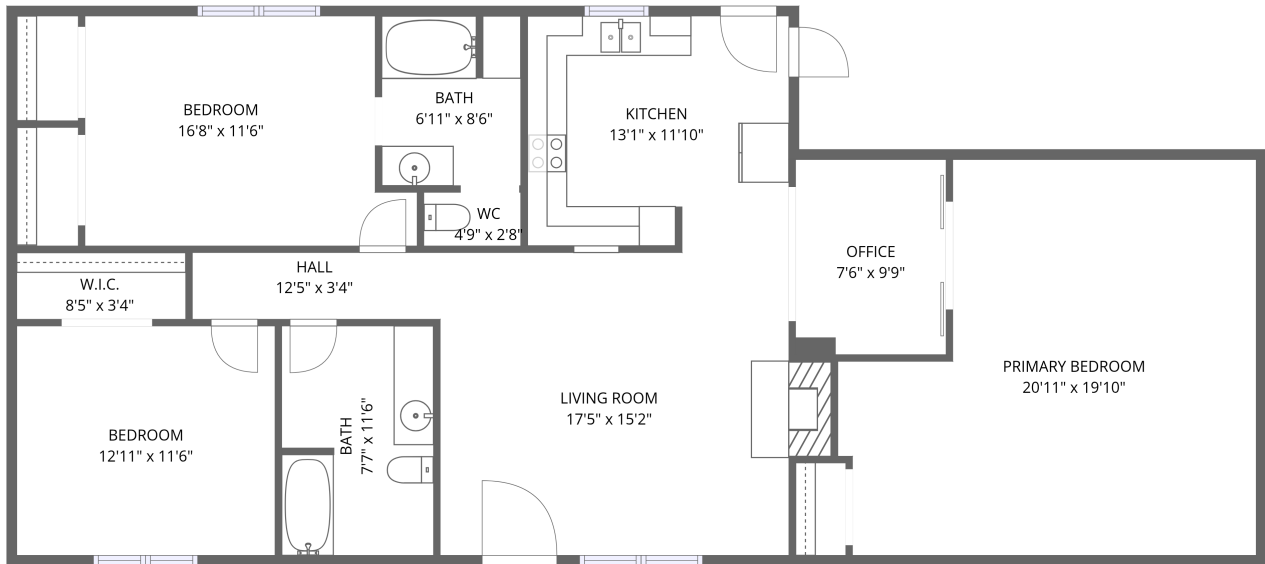 BEDROOM
16'8" x 11'6"
BATH
6'11" x 8'6"
KITCHEN
13'1" x 11'10"
WC
4'9" x 2'8"
OFFICE
7'6" x 9'9"
HALL
12'5" x 3'4"
W.I.C.
8'5" x 3'4"
PRIMARY BEDROOM
20'11" x 19'10"
LIVING ROOM
17'5" x 15'2"
BEDROOM
12'11" x 11'6"
BATH
7'7" x 11'6"